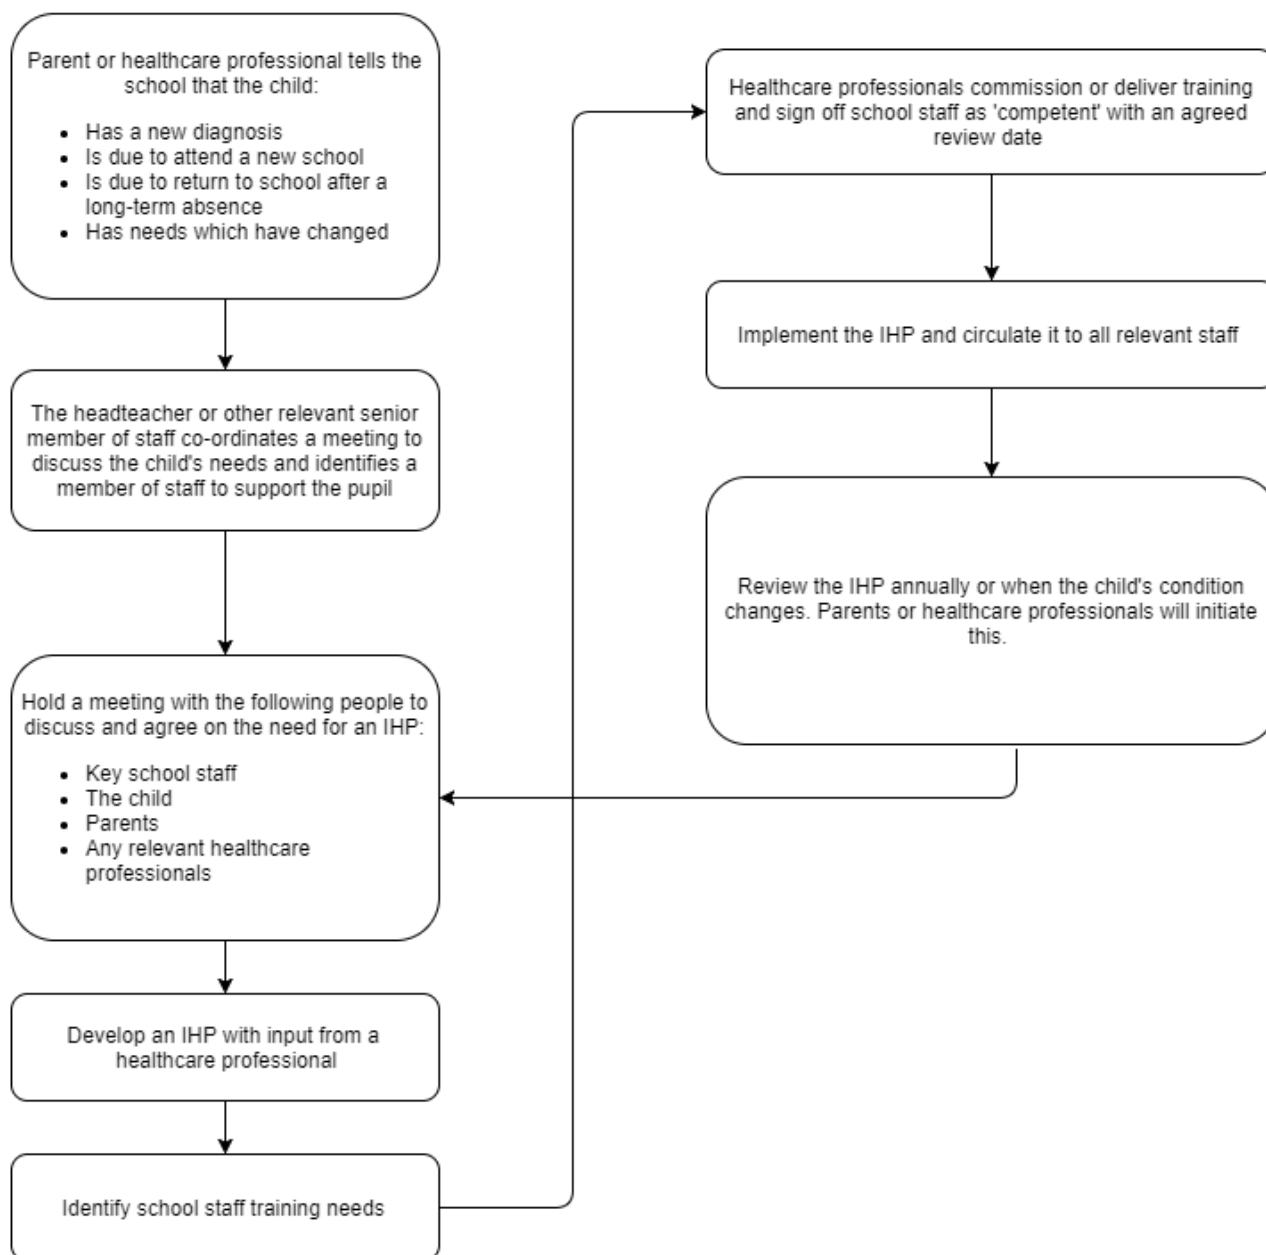 Parent or healthcare professional tells the
school that the child:
• Has a new diagnosis
• Is due to attend a new school
• Is due to return to school after a
long-term absence
• Has needs which have changed
The headteacher or other relevant senior
member of staff co-ordinates a meeting to
discuss the child's needs and identifies a
member of staff to support the pupil
Hold a meeting with the following people to
discuss and agree on the need for an IHP:
• Key school staff
• The child
• Parents
• Any relevant healthcare
professionals
Develop an IHP with input from a
healthcare professional
Identify school staff training needs
Healthcare professionals commission or deliver training
and sign off school staff as 'competent' with an agreed
review date
Implement the IHP and circulate it to all relevant staff
Review the IHP annually or when the child's condition
changes. Parents or healthcare professionals will initiate
this.